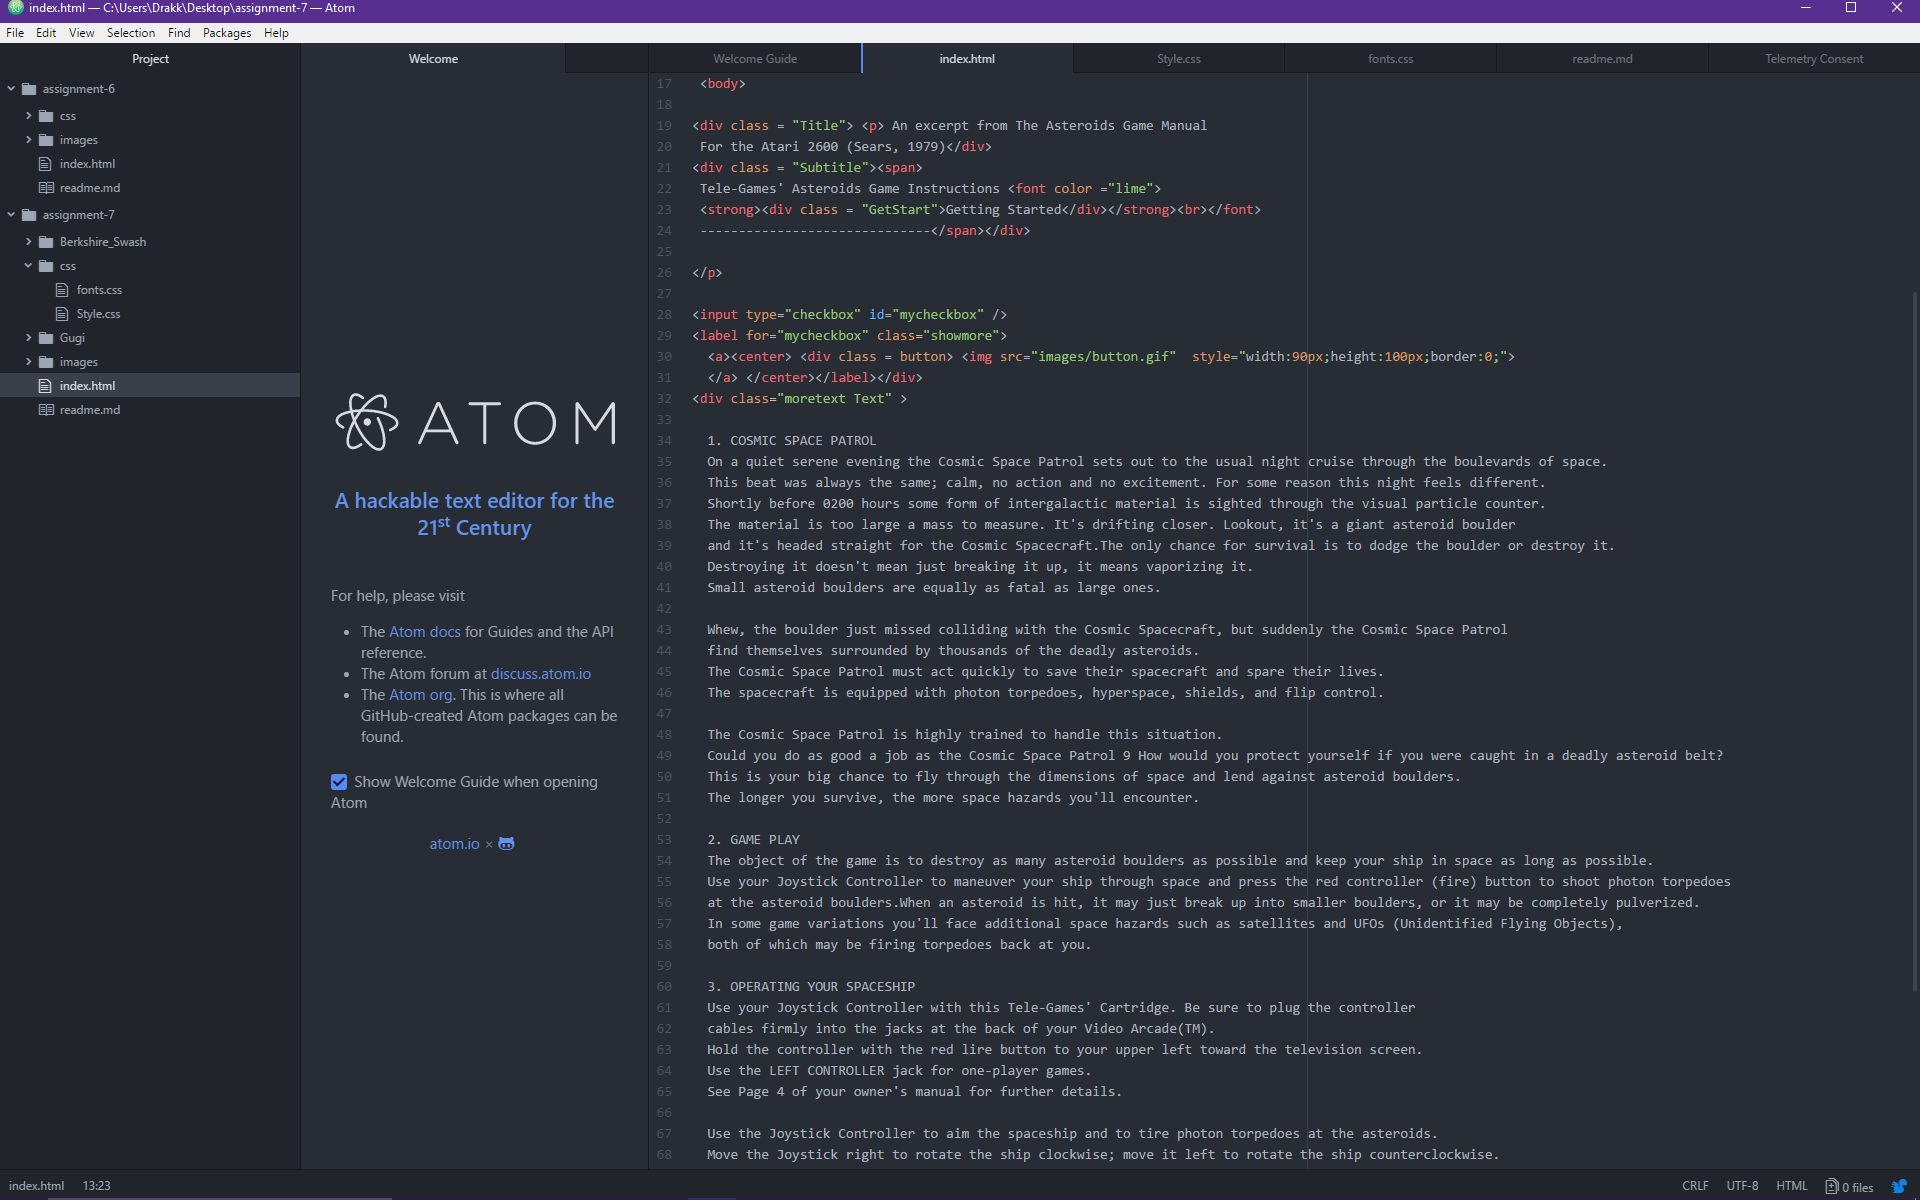 index.html — C:\Users\Drakk\Desktop\assignment-7 — Atom
File Edit View Selection Find Packages Help
Project
assignment-6
css
images
index.html
readme.md
assignment-7
Berkshire_Swash
css
fonts.css
Style.css
Gugi
images
index.html
readme.md
Welcome
ATOM
A hackable text editor for the
21st Century
For help, please visit
• The Atom docs for Guides and the API
reference.
• The Atom forum at discuss.atom.io
• The Atom org. This is where all
GitHub-created Atom packages can be
found.
Show Welcome Guide when opening
Atom
atom.io ×
Welcome Guide index.html Style.css fonts.css readme.md Telemetry Consent
17 <body>
18
19 <div class = "Title"> <p> An excerpt from The Asteroids Game Manual
20 For the Atari 2600 (Sears, 1979)</div>
21 <div class = "Subtitle"><span>
22 Tele-Games' Asteroids Game Instructions <font color ="lime">
23 <strong><div class = "GetStart">Getting Started</div></strong><br></font>
24 ------------------------------</span></div>
25
26 </p>
27
28 <input type="checkbox" id="mycheckbox" />
29 <label for="mycheckbox" class="showmore">
30 <a><center> <div class = button> <img src="images/button.gif"  style="width:90px;height:100px;border:0;">
31 </a> </center></label></div>
32 <div class="moretext Text" >
33
34 1. COSMIC SPACE PATROL
35 On a quiet serene evening the Cosmic Space Patrol sets out to the usual night cruise through the boulevards of space.
36 This beat was always the same; calm, no action and no excitement. For some reason this night feels different.
37 Shortly before 0200 hours some form of intergalactic material is sighted through the visual particle counter.
38 The material is too large a mass to measure. It's drifting closer. Lookout, it's a giant asteroid boulder
39 and it's headed straight for the Cosmic Spacecraft.The only chance for survival is to dodge the boulder or destroy it.
40 Destroying it doesn't mean just breaking it up, it means vaporizing it.
41 Small asteroid boulders are equally as fatal as large ones.
42
43 Whew, the boulder just missed colliding with the Cosmic Spacecraft, but suddenly the Cosmic Space Patrol
44 find themselves surrounded by thousands of the deadly asteroids.
45 The Cosmic Space Patrol must act quickly to save their spacecraft and spare their lives.
46 The spacecraft is equipped with photon torpedoes, hyperspace, shields, and flip control.
47
48 The Cosmic Space Patrol is highly trained to handle this situation.
49 Could you do as good a job as the Cosmic Space Patrol 9 How would you protect yourself if you were caught in a deadly asteroid belt?
50 This is your big chance to fly through the dimensions of space and lend against asteroid boulders.
51 The longer you survive, the more space hazards you'll encounter.
52
53 2. GAME PLAY
54 The object of the game is to destroy as many asteroid boulders as possible and keep your ship in space as long as possible.
55 Use your Joystick Controller to maneuver your ship through space and press the red controller (fire) button to shoot photon torpedoes
56 at the asteroid boulders.When an asteroid is hit, it may just break up into smaller boulders, or it may be completely pulverized.
57 In some game variations you'll face additional space hazards such as satellites and UFOs (Unidentified Flying Objects),
58 both of which may be firing torpedoes back at you.
59
60 3. OPERATING YOUR SPACESHIP
61 Use your Joystick Controller with this Tele-Games' Cartridge. Be sure to plug the controller
62 cables firmly into the jacks at the back of your Video Arcade(TM).
63 Hold the controller with the red lire button to your upper left toward the television screen.
64 Use the LEFT CONTROLLER jack for one-player games.
65 See Page 4 of your owner's manual for further details.
66
67 Use the Joystick Controller to aim the spaceship and to tire photon torpedoes at the asteroids.
68 Move the Joystick right to rotate the ship clockwise; move it left to rotate the ship counterclockwise.
index.html 13:23 CRLF UTF-8 HTML 0 files